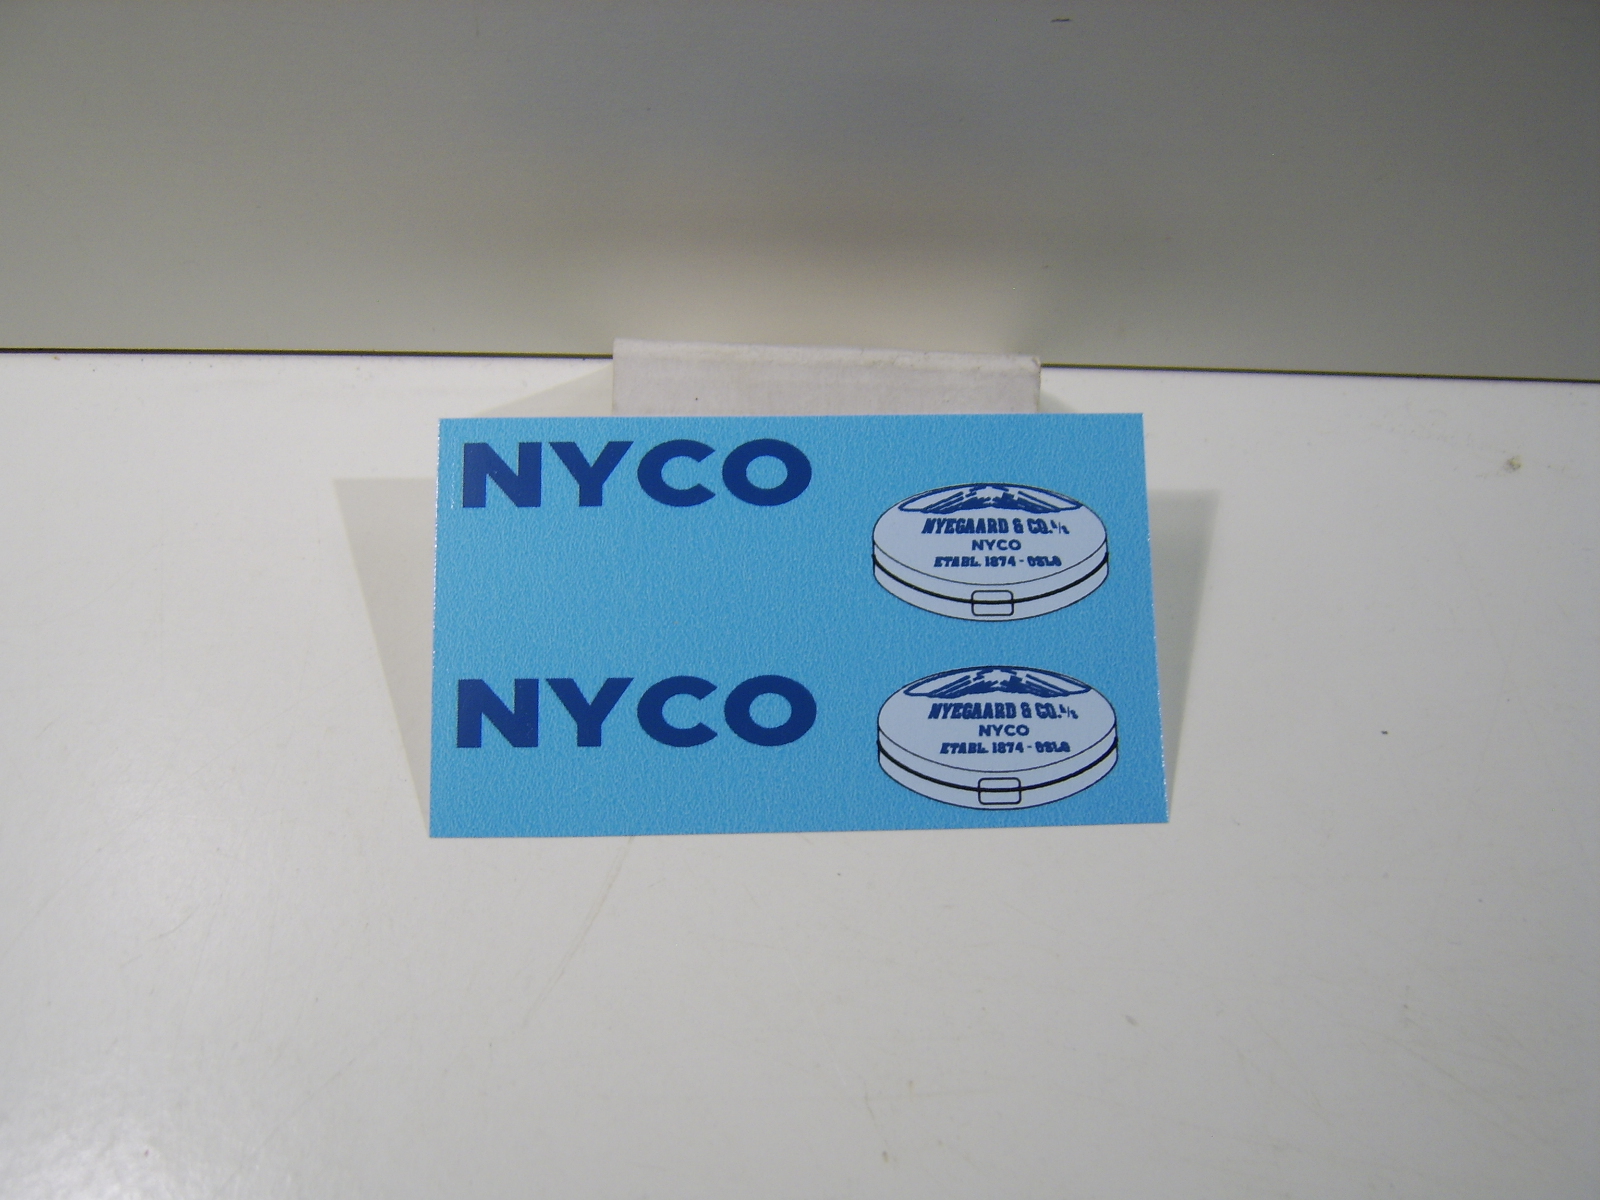 NYCO
NYEGAARD & CO. A/S
NYCO
ETABL. 1874 - OSLO
NYCO
NYEGAARD & CO. A/S
NYCO
ETABL. 1874 - OSLO